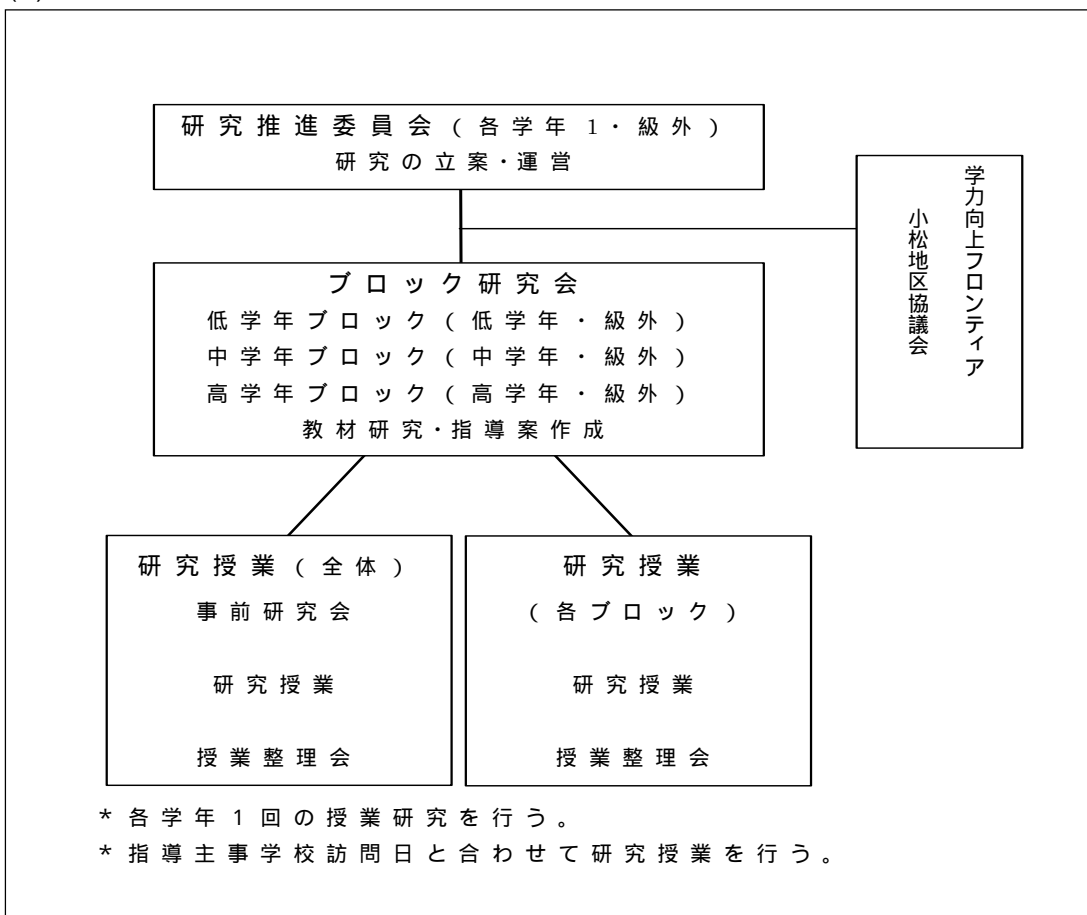 研究推進委員会(各学年1・級外)
研究の立案・運営
学力向上フロンティア
小松地区協議会
ブロック研究会
低学年ブロック(低学年・級外)
中学年ブロック(中学年・級外)
高学年ブロック(高学年・級外)
教材研究・指導案作成
研究授業(全体)
事前研究会
研究授業
授業整理会
研究授業
(各ブロック)
研究授業
授業整理会
*各学年1回の授業研究を行う。
*指導主事学校訪問日と合わせて研究授業を行う。